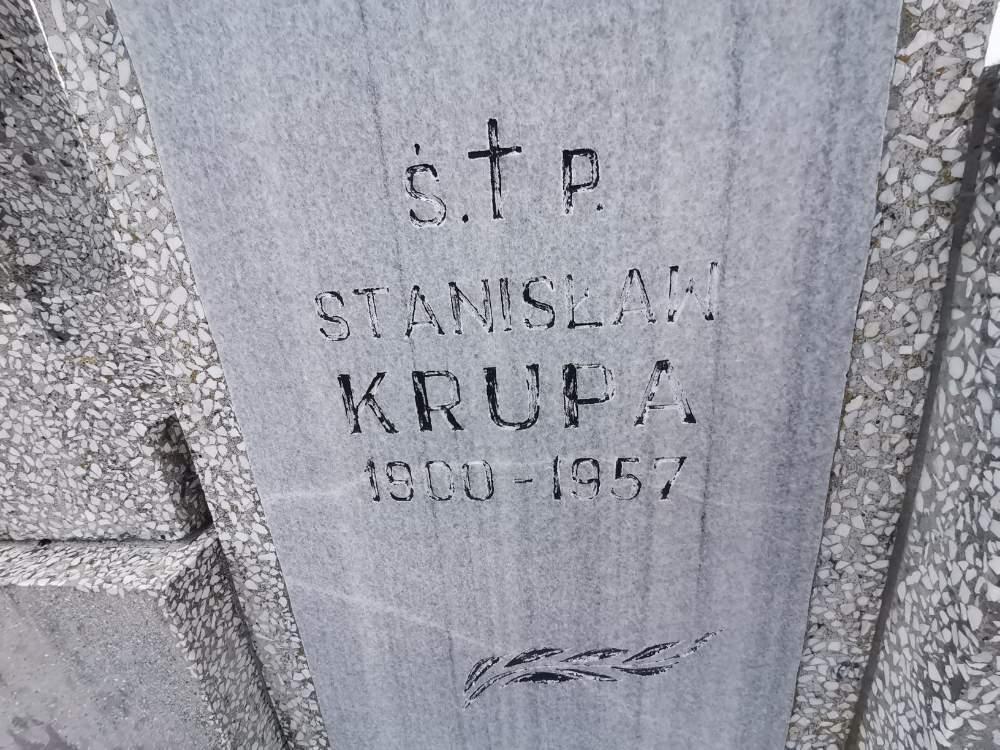 Ś. † P.
STANISŁAW
KRUPA
1900-1957